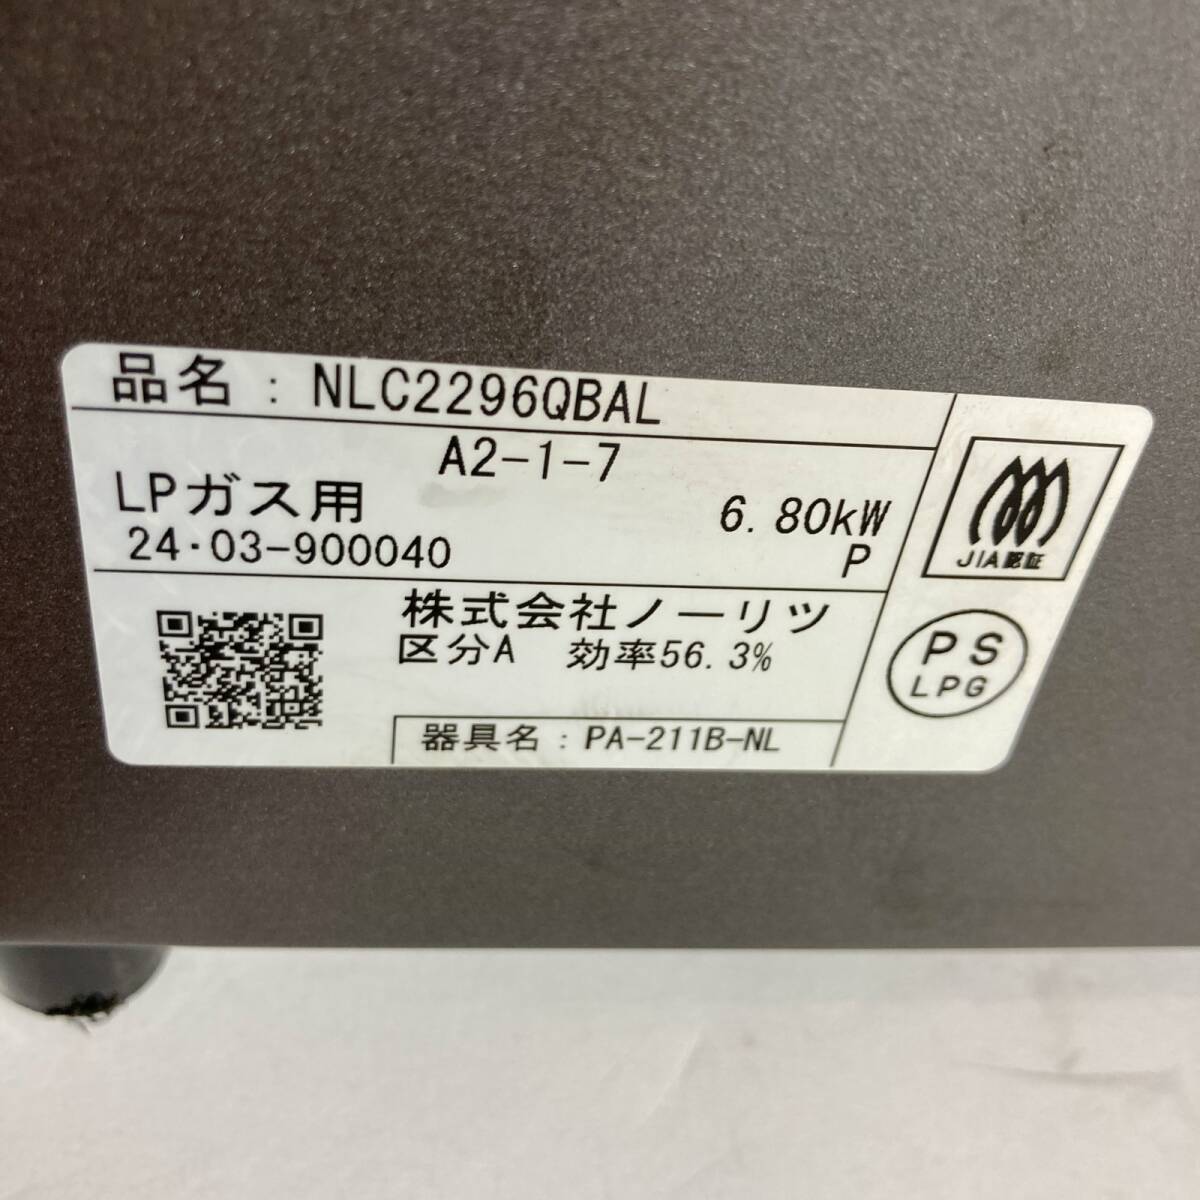 品名 : NLC2296QBAL
A2-1-7
LPガス用
6.80kW
24・03-900040
P
株式会社ノーリツ
区分A 効率56.3%
器具名 : PA-211B-NL
JIA認証
PS
LPG